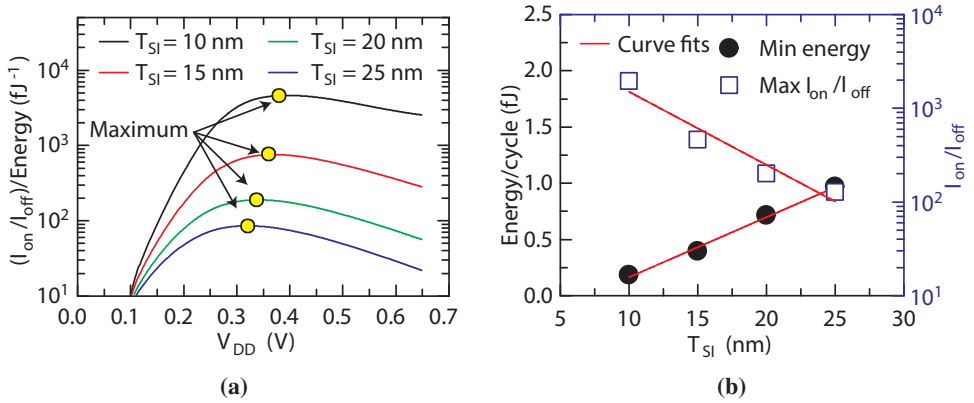 (I_on/I_off)/Energy (fJ^-1)
10^4
10^3
10^2
10^1
T_SI = 10 nm
T_SI = 20 nm
T_SI = 15 nm
T_SI = 25 nm
Maximum
0.0 0.1 0.2 0.3 0.4 0.5 0.6 0.7
V_DD (V)
(a)
Energy/cycle (fJ)
2.5
2.0
1.5
1.0
0.5
0.0
Curve fits
Min energy
Max I_on/I_off
10^4
10^3
10^2
10^1
I_on/I_off
5 10 15 20 25 30
T_SI (nm)
(b)